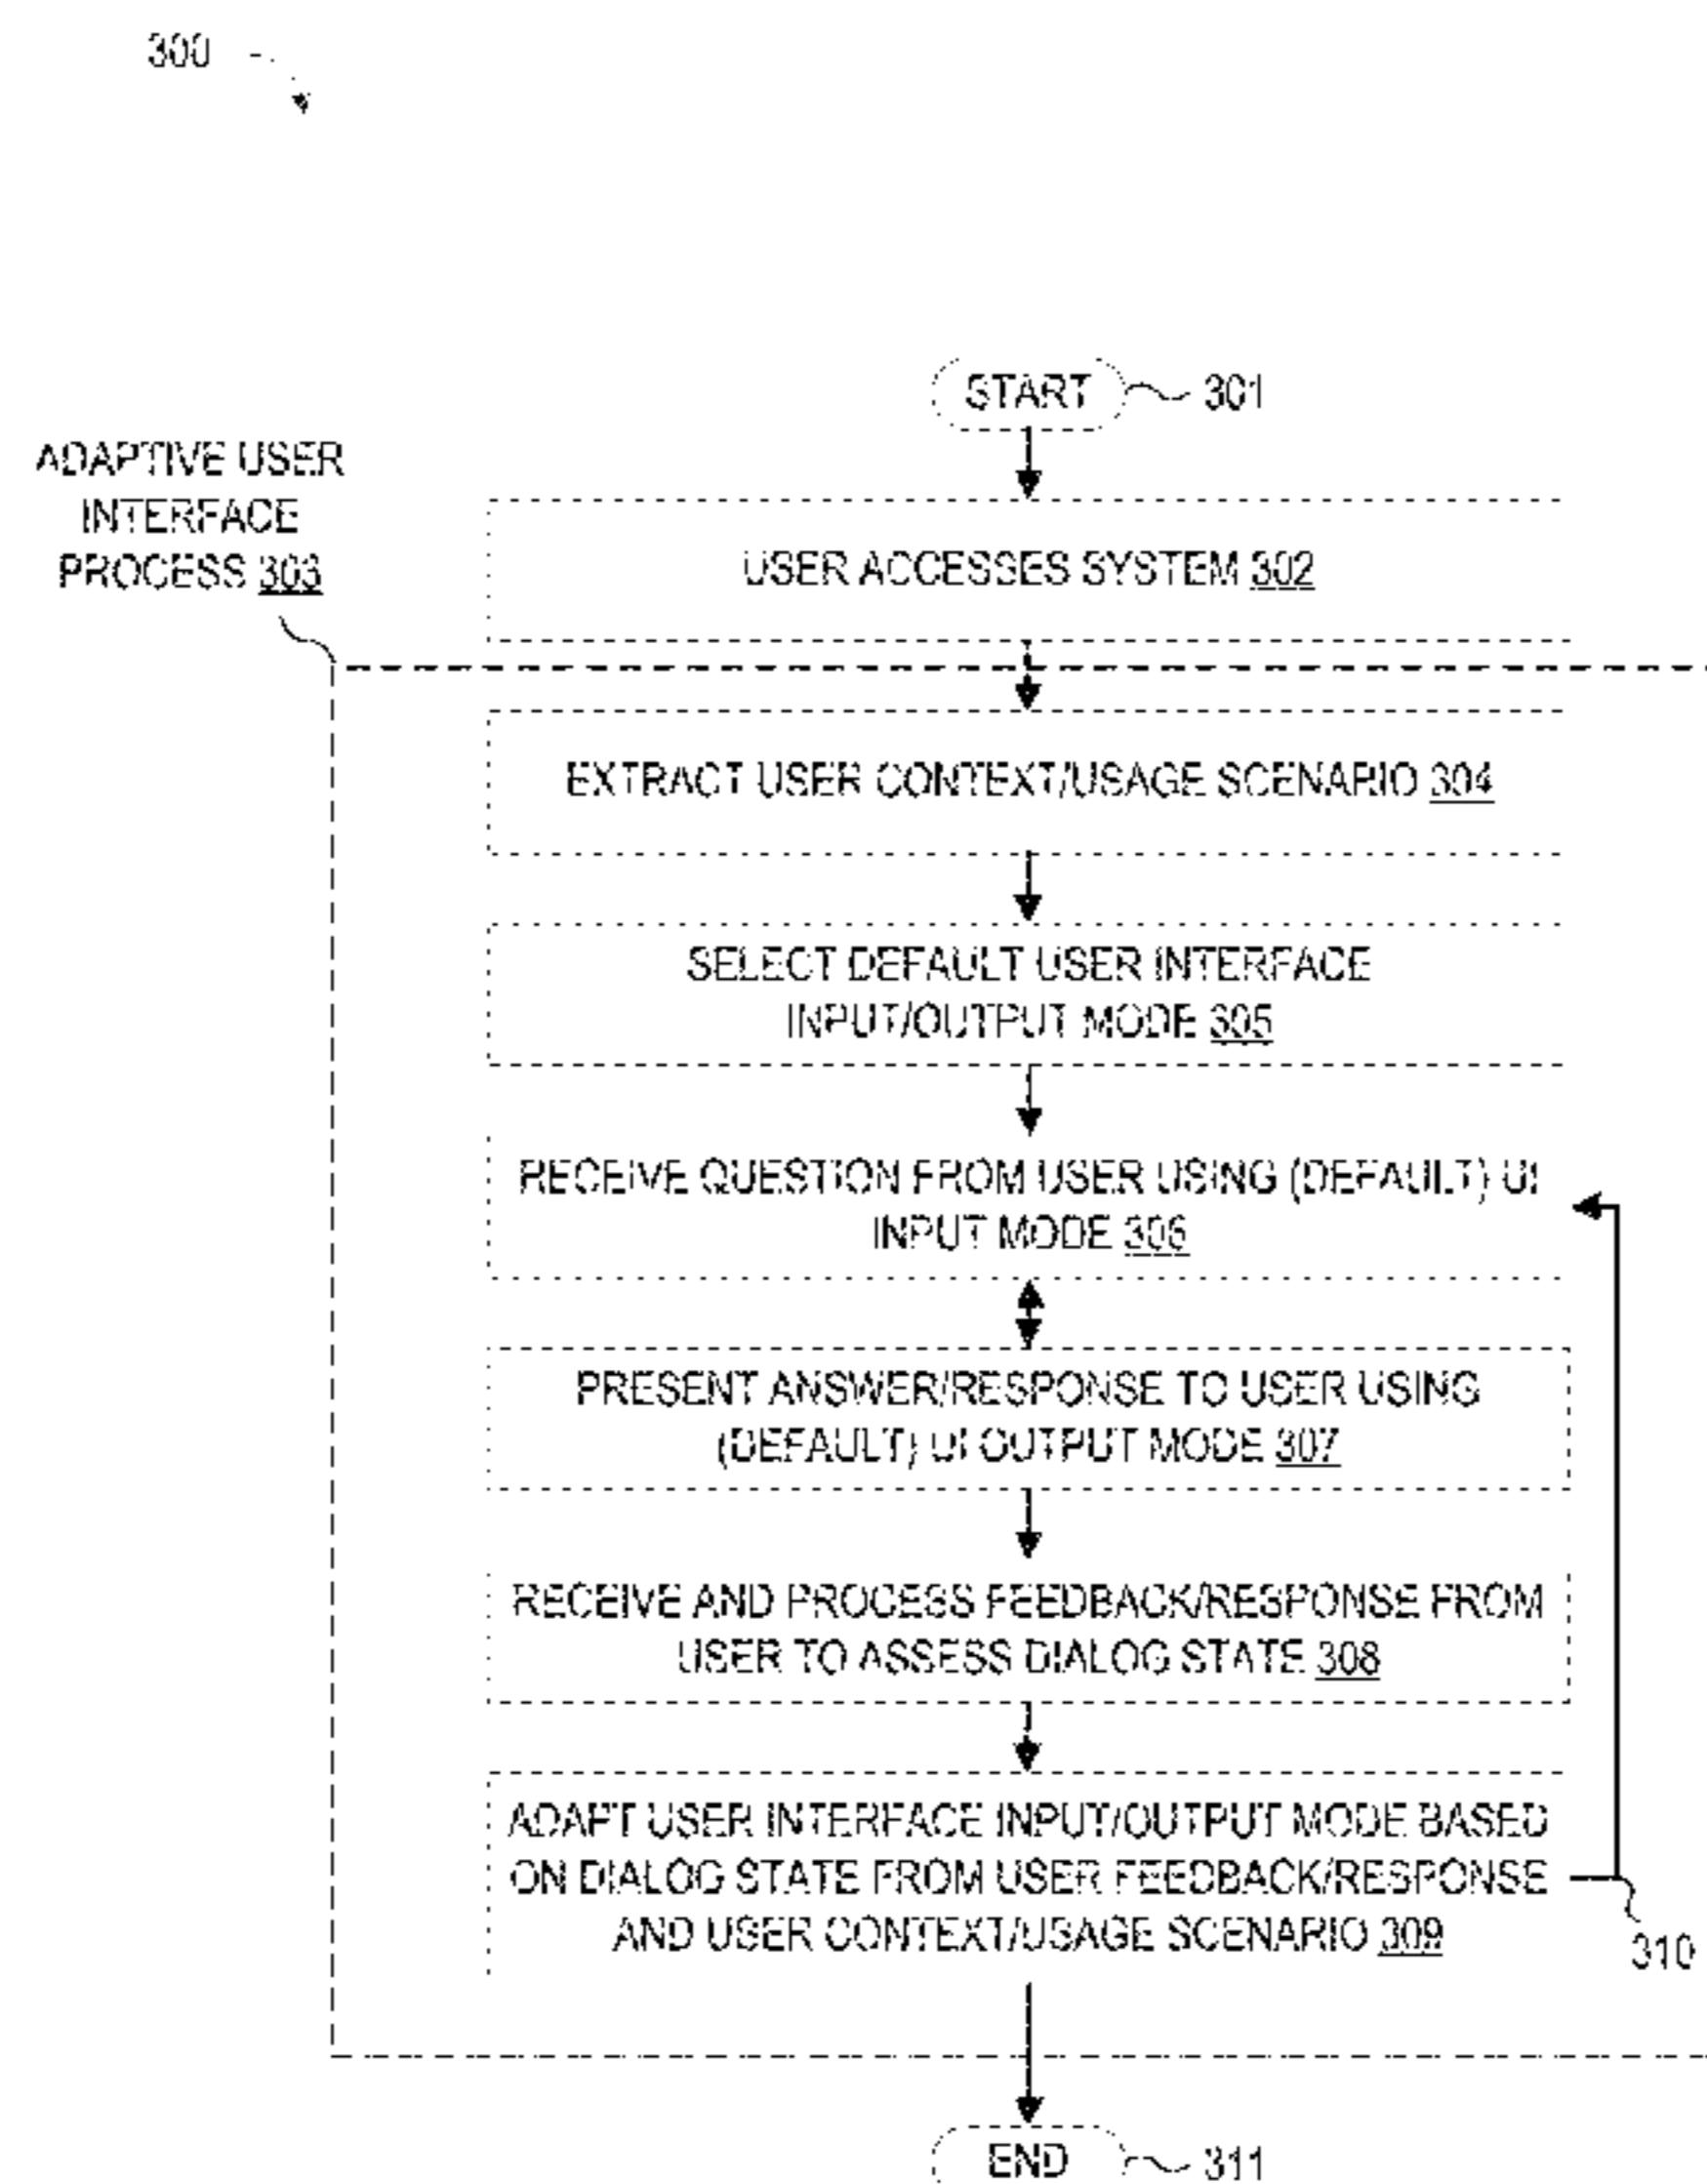 300
START 301
ADAPTIVE USER
INTERFACE
PROCESS 303
USER ACCESSES SYSTEM 302
EXTRACT USER CONTEXT/USAGE SCENARIO 304
SELECT DEFAULT USER INTERFACE
INPUT/OUTPUT MODE 305
RECEIVE QUESTION FROM USER USING (DEFAULT) UI
INPUT MODE 306
PRESENT ANSWER/RESPONSE TO USER USING
(DEFAULT) UI OUTPUT MODE 307
RECEIVE AND PROCESS FEEDBACK/RESPONSE FROM
USER TO ASSESS DIALOG STATE 308
ADAPT USER INTERFACE INPUT/OUTPUT MODE BASED
ON DIALOG STATE FROM USER FEEDBACK/RESPONSE
AND USER CONTEXT/USAGE SCENARIO 309
310
END 311